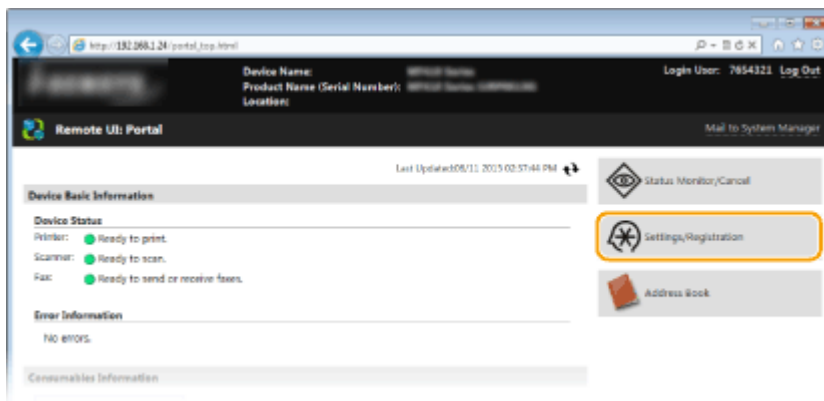 http://192.168.1.24/portal_top.html
Device Name:
Product Name (Serial Number):
Location:
Login User: 7654321 Log Out
Remote UI: Portal
Mail to System Manager
Last Updated:08/11 2015 02:57:44 PM
Status Monitor/Cancel
Device Basic Information
Device Status
Printer: Ready to print.
Scanner: Ready to scan.
Fax: Ready to send or receive faxes.
Settings/Registration
Address Book
Error Information
No errors.
Consumables Information